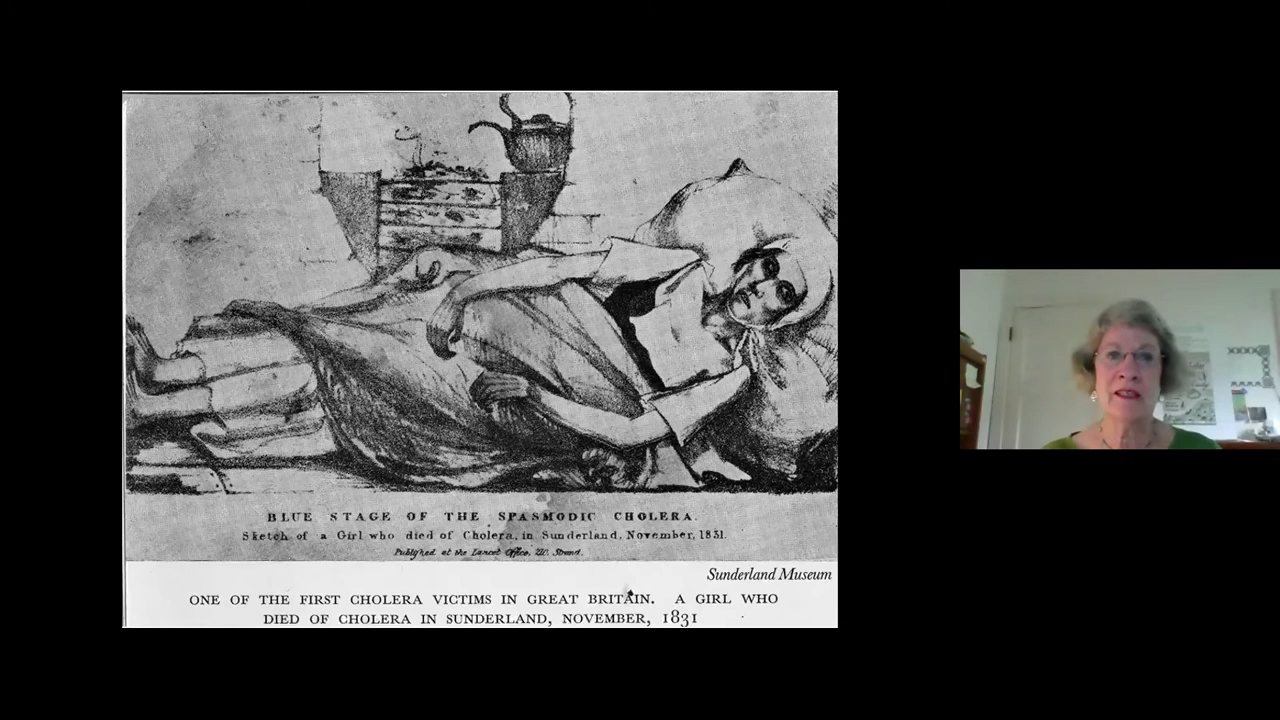 BLUE STAGE OF THE SPASMODIC CHOLERA.
Sketch of a Girl who died of Cholera, in Sunderland, November, 1831.
Published at the Lancet Office, Strand.
Sunderland Museum
ONE OF THE FIRST CHOLERA VICTIMS IN GREAT BRITAIN. A GIRL WHO
DIED OF CHOLERA IN SUNDERLAND, NOVEMBER, 1831